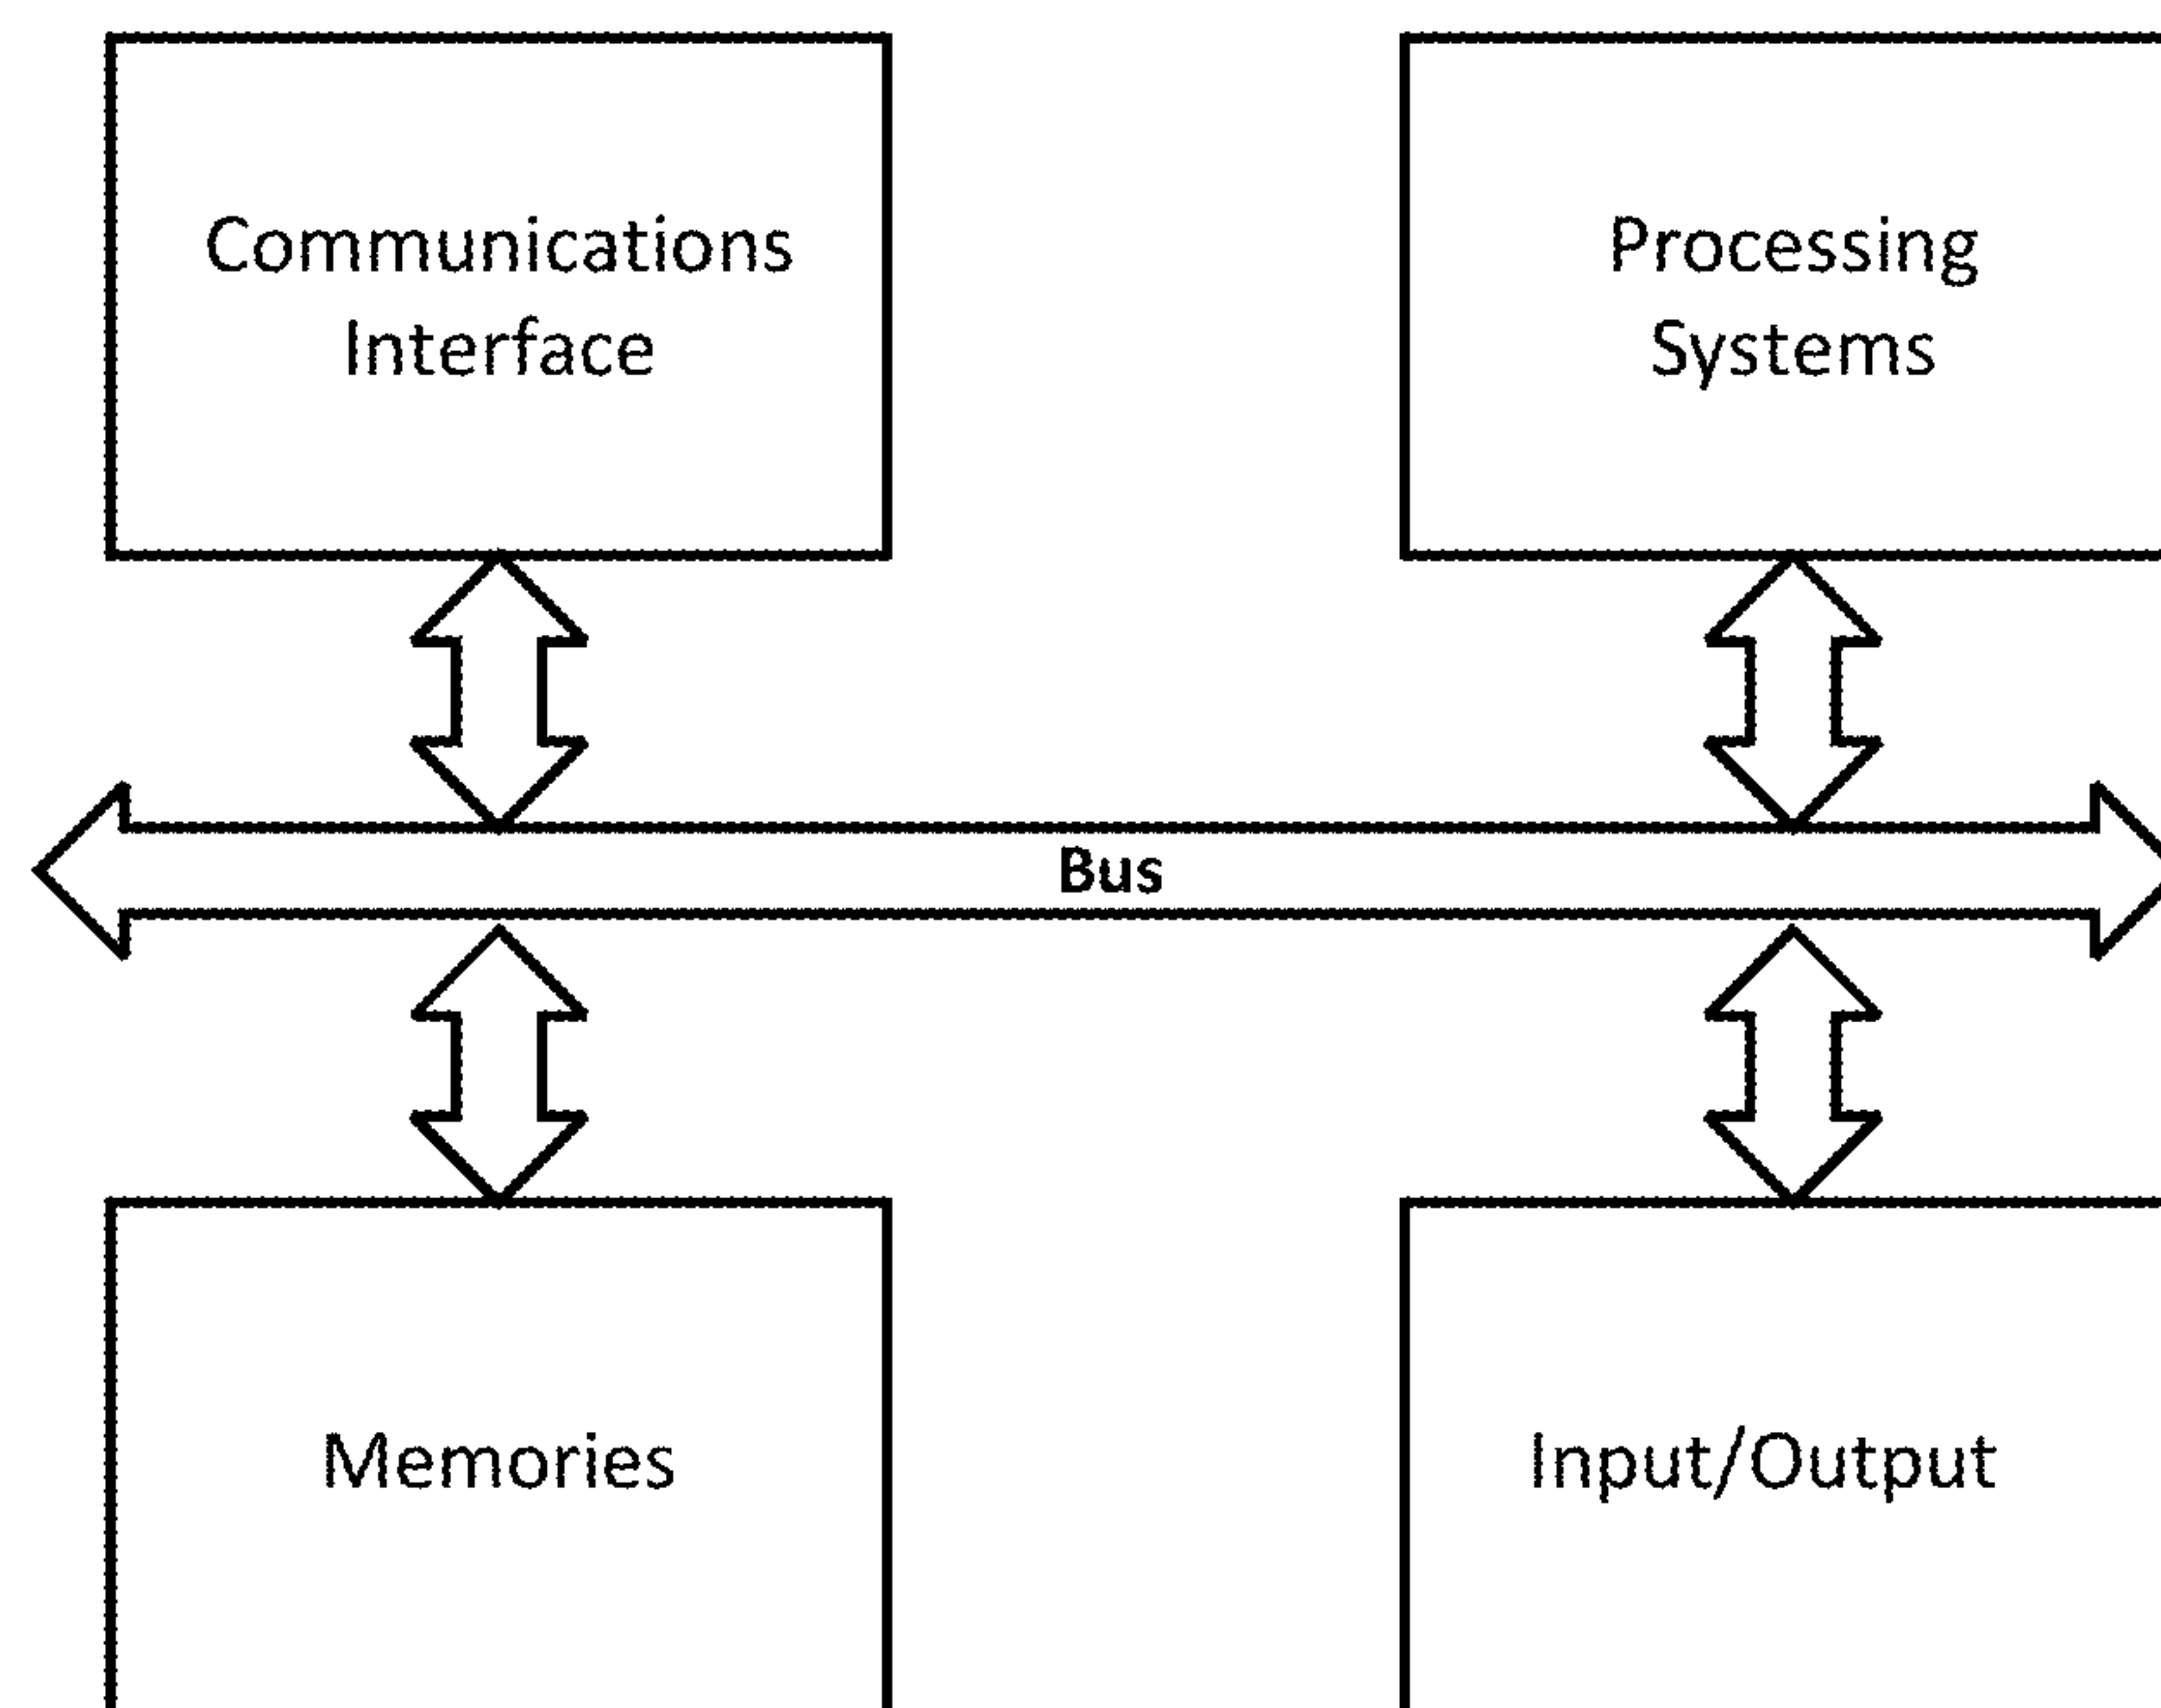 Communications
Interface
Processing
Systems
Bus
Memories
Input/Output